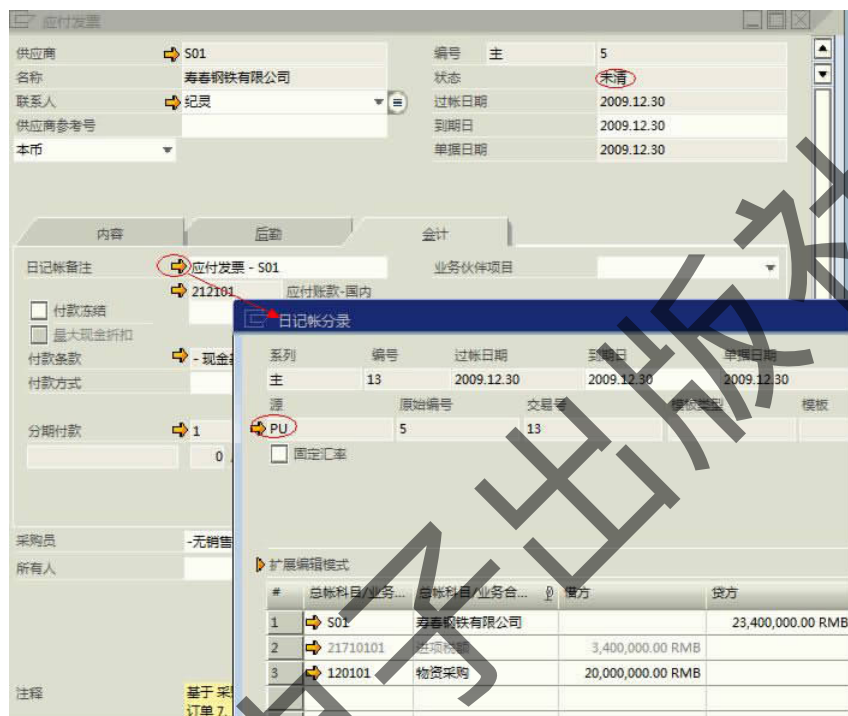 应付发票
供应商 S01 编号 主 5
名称 寿春钢铁有限公司 状态 未清
联系人 纪灵 过帐日期 2009.12.30
供应商参考号 到期日 2009.12.30
本币 单据日期 2009.12.30
内容 后勤 会计
日记帐备注 应付发票 - S01 业务伙伴项目
212101 应付账款-国内
付款冻结
最大现金折扣
日记帐分录
付款条款 - 现金
系列 编号 过帐日期 到期日 单据日期
付款方式
主 13 2009.12.30 2009.12.30 2009.12.30
源 原始编号 交易号 模板类型 模板
分期付款 1 PU 5 13
0
固定汇率
采购员 -无销售
所有人
扩展编辑模式
# 总帐科目/业务... 总帐科目/业务合... 借方 贷方
1 S01 寿春钢铁有限公司 23,400,000.00 RMB
2 21710101 进项税额 3,400,000.00 RMB
3 120101 物资采购 20,000,000.00 RMB
注释 基于 采购
订单 7.
子出版社